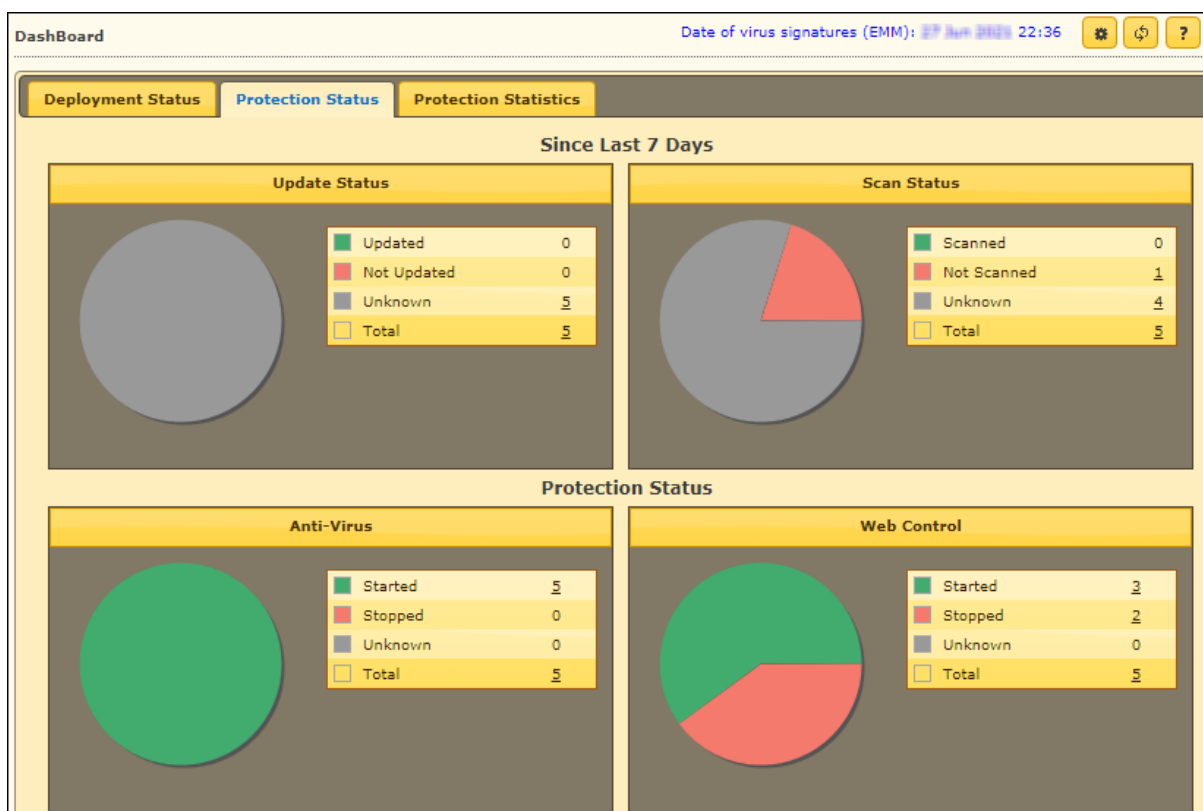 DashBoard
Date of virus signatures (EMM): 22:36
?
Deployment Status
Protection Status
Protection Statistics
Since Last 7 Days
Update Status
Updated 0
Not Updated 0
Unknown 5
Total 5
Scan Status
Scanned 0
Not Scanned 1
Unknown 4
Total 5
Protection Status
Anti-Virus
Started 5
Stopped 0
Unknown 0
Total 5
Web Control
Started 3
Stopped 2
Unknown 0
Total 5